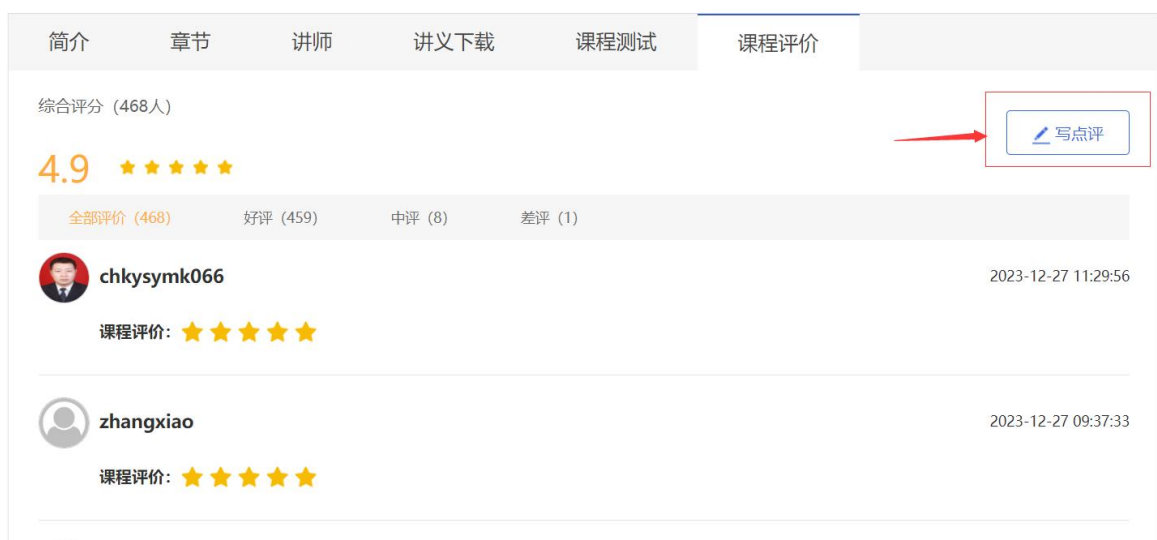 简介 章节 讲师 讲义下载 课程测试 课程评价
综合评分（468人）
写点评
4.9
全部评价（468） 好评（459） 中评（8） 差评（1）
chkysymk066 2023-12-27 11:29:56
课程评价：
zhangxiao 2023-12-27 09:37:33
课程评价：